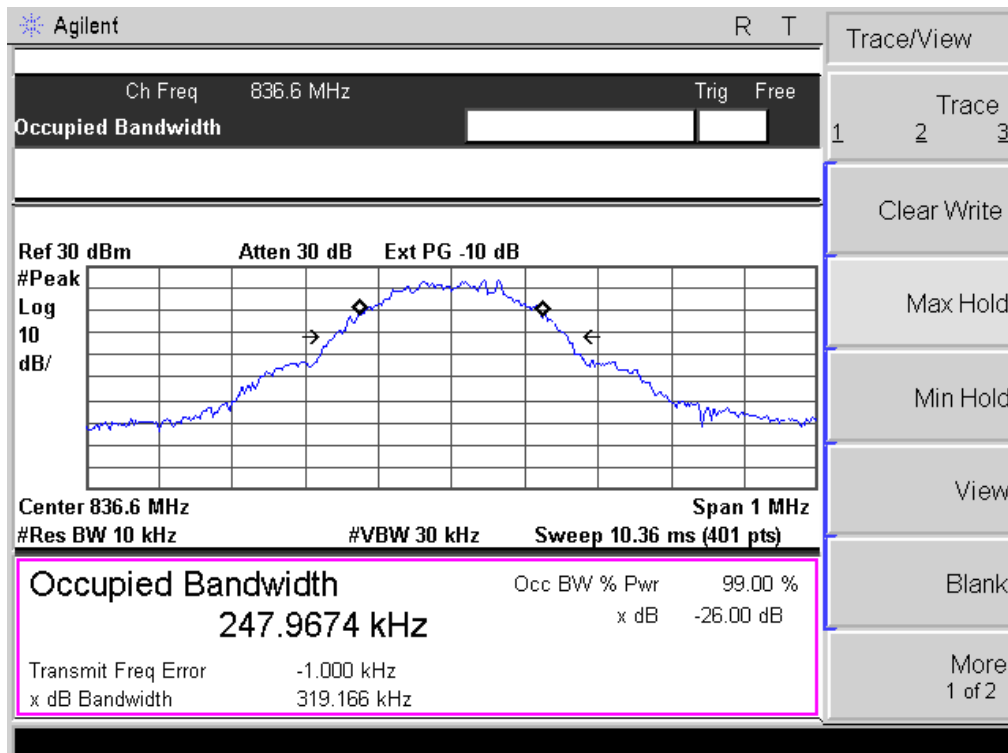 Agilent R T
Ch Freq 836.6 MHz Trig Free
Occupied Bandwidth
Ref 30 dBm Atten 30 dB Ext PG -10 dB
#Peak
Log
10
dB/
Center 836.6 MHz Span 1 MHz
#Res BW 10 kHz #VBW 30 kHz Sweep 10.36 ms (401 pts)
Occupied Bandwidth Occ BW % Pwr 99.00 %
247.9674 kHz x dB -26.00 dB
Transmit Freq Error -1.000 kHz
x dB Bandwidth 319.166 kHz
Trace/View
Trace
1 2 3
Clear Write
Max Hold
Min Hold
View
Blank
More
1 of 2